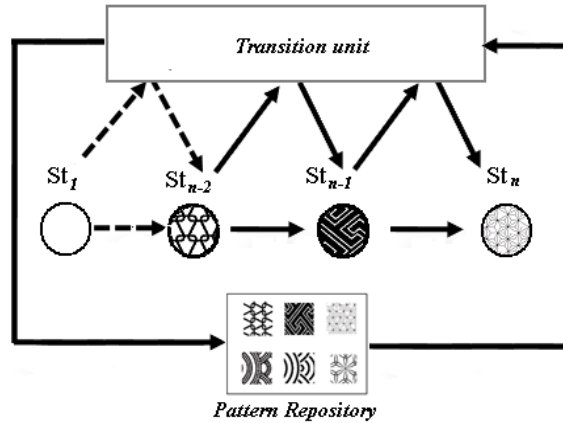 Transition unit
St1
Stn-2
Stn-1
Stn
Pattern Repository